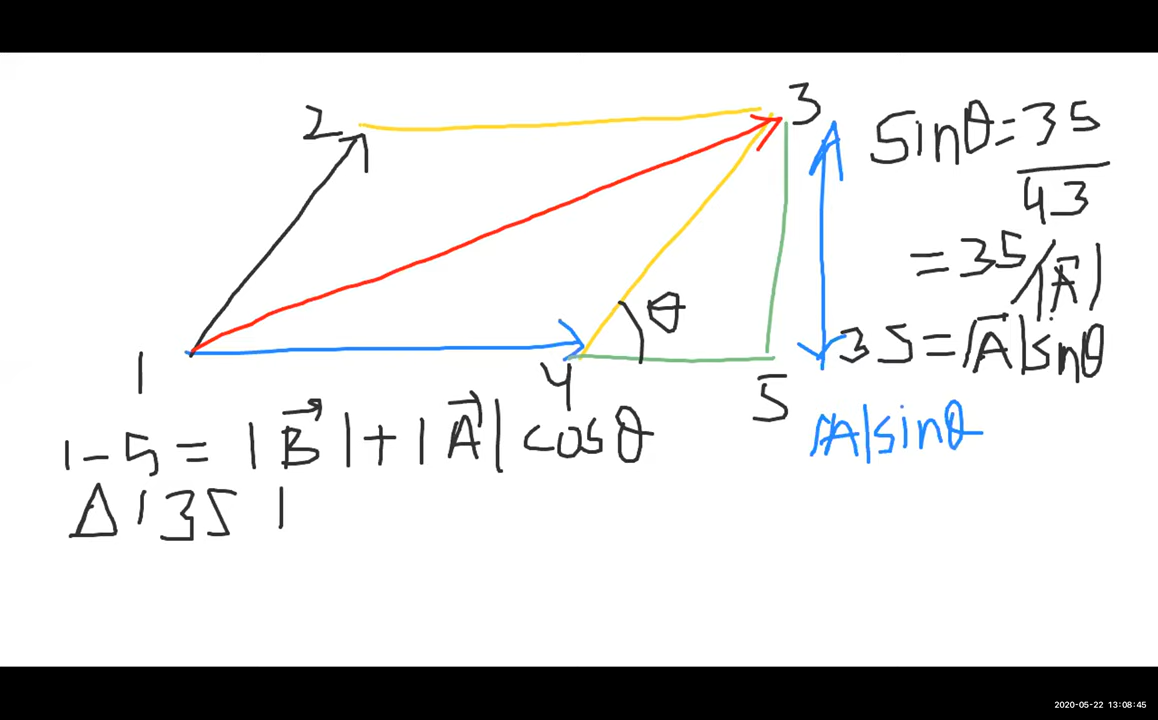 2
3
sinθ=35
43
=35/|A|
θ
35=|A|sinθ
1
4
5
|A|sinθ
1-5=|B|+|A|cosθ
Δ135 |
2020-05-22 13:08:45